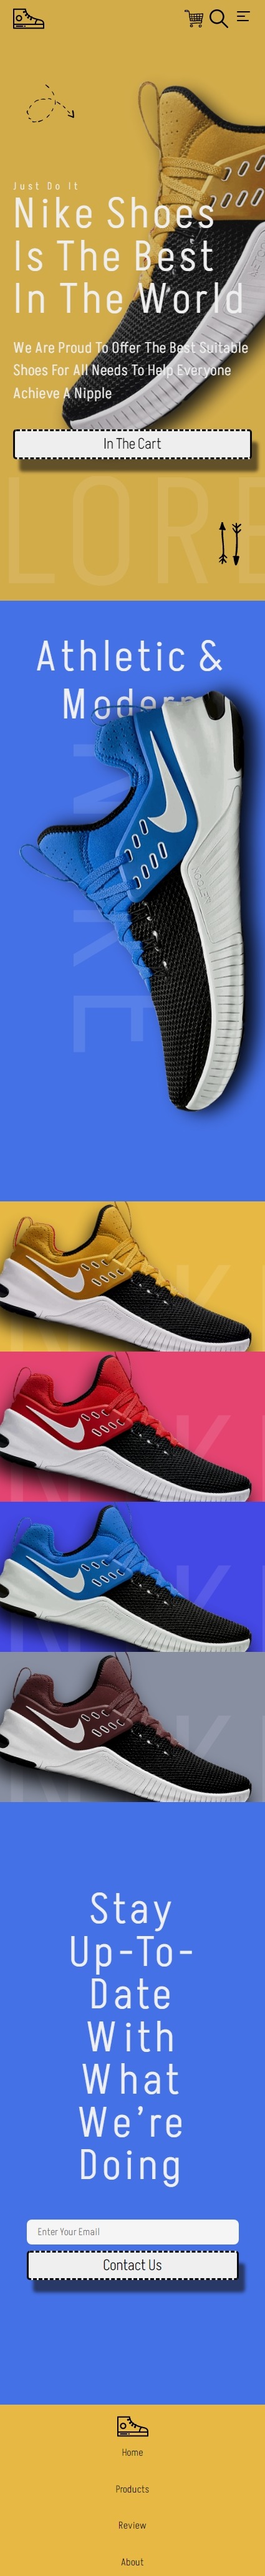 Just Do It
Nike Shoes
Is The Best
In The World
We Are Proud To Offer The Best Suitable
Shoes For All Needs To Help Everyone
Achieve A Nipple
In The Cart
LORE
Athletic &
Modern
NIKE
Stay
Up-To-
Date
With
What
We're
Doing
Enter Your Email
Contact Us
Home
Products
Review
About